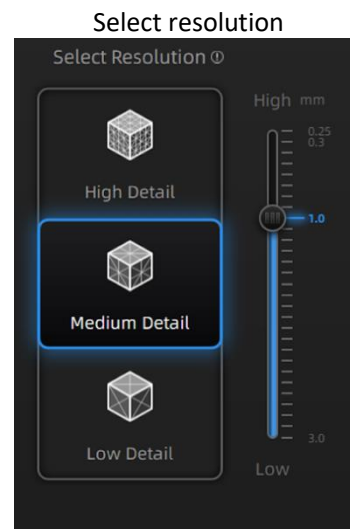 Select resolution
Select Resolution
High mm
0.25
0.3
High Detail
1.0
Medium Detail
3.0
Low Detail
Low